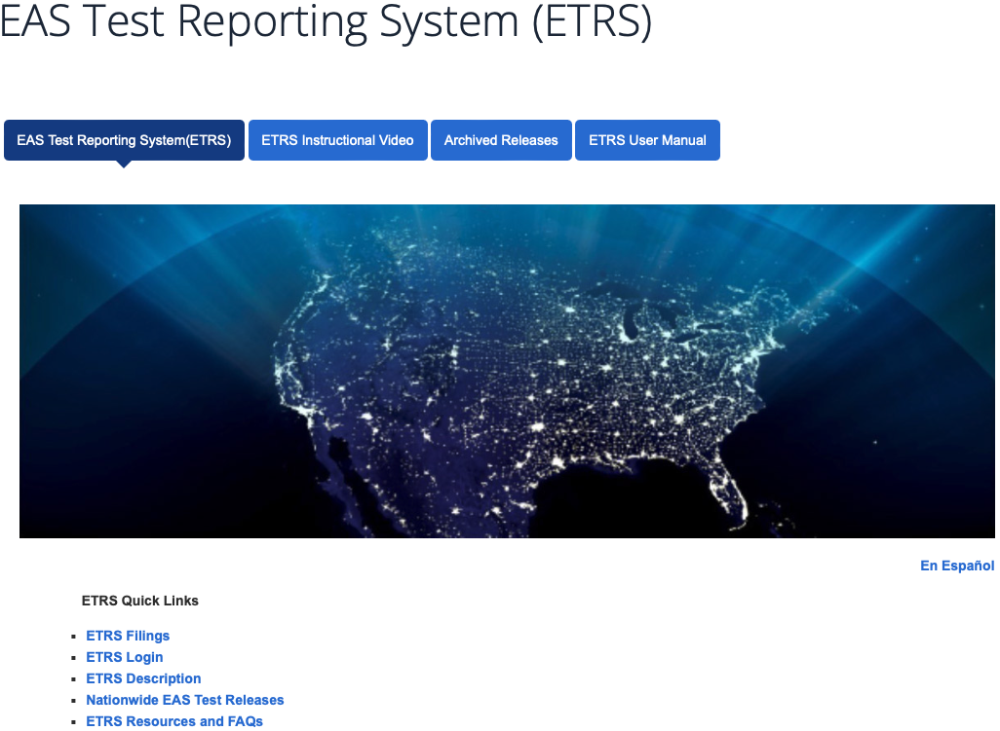 EAS Test Reporting System (ETRS)
EAS Test Reporting System(ETRS)
ETRS Instructional Video
Archived Releases
ETRS User Manual
En Español
ETRS Quick Links
ETRS Filings
ETRS Login
ETRS Description
Nationwide EAS Test Releases
ETRS Resources and FAQs